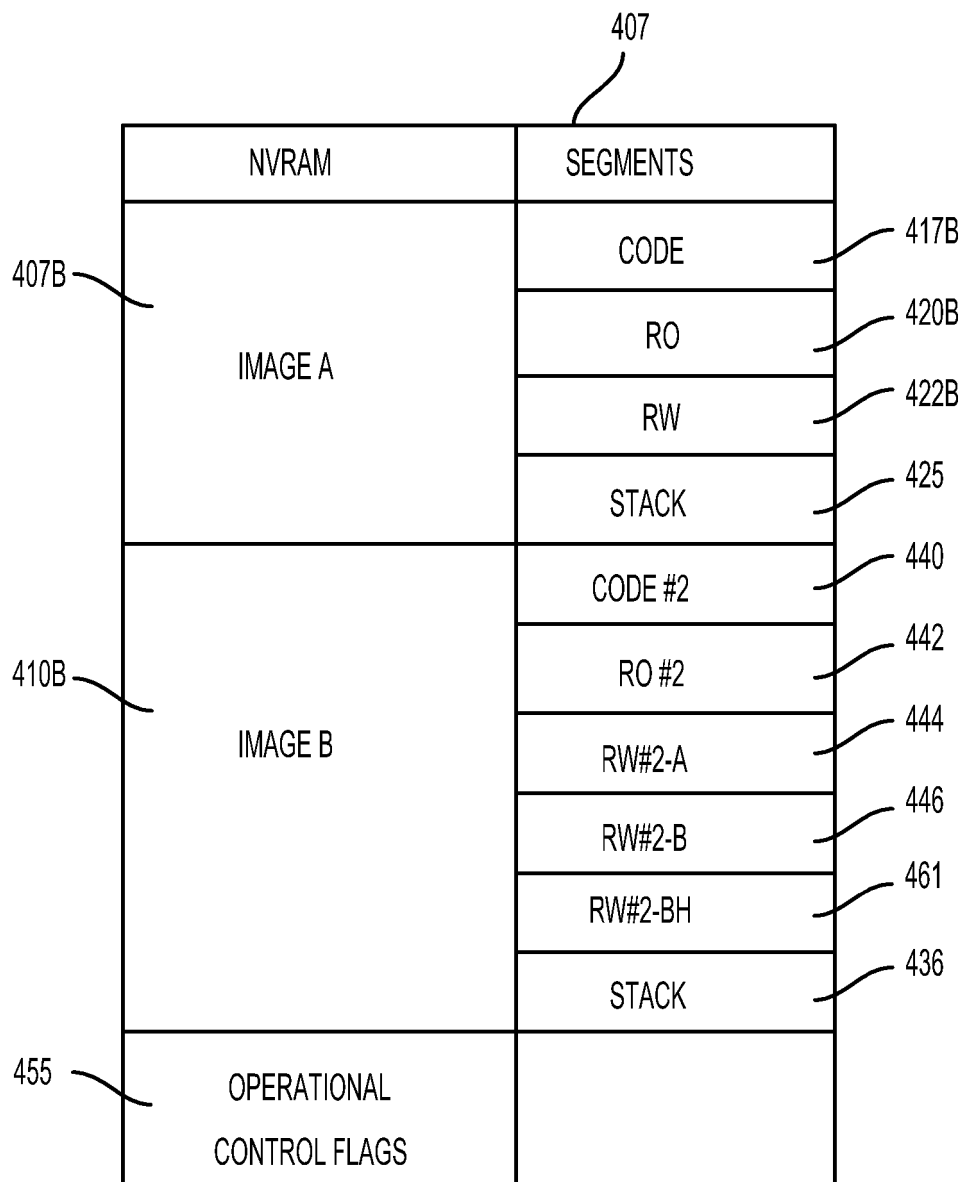 407
NVRAM SEGMENTS
407B
IMAGE A
CODE 417B
RO 420B
RW 422B
STACK 425
410B
IMAGE B
CODE #2 440
RO #2 442
RW#2-A 444
RW#2-B 446
RW#2-BH 461
STACK 436
455
OPERATIONAL
CONTROL FLAGS